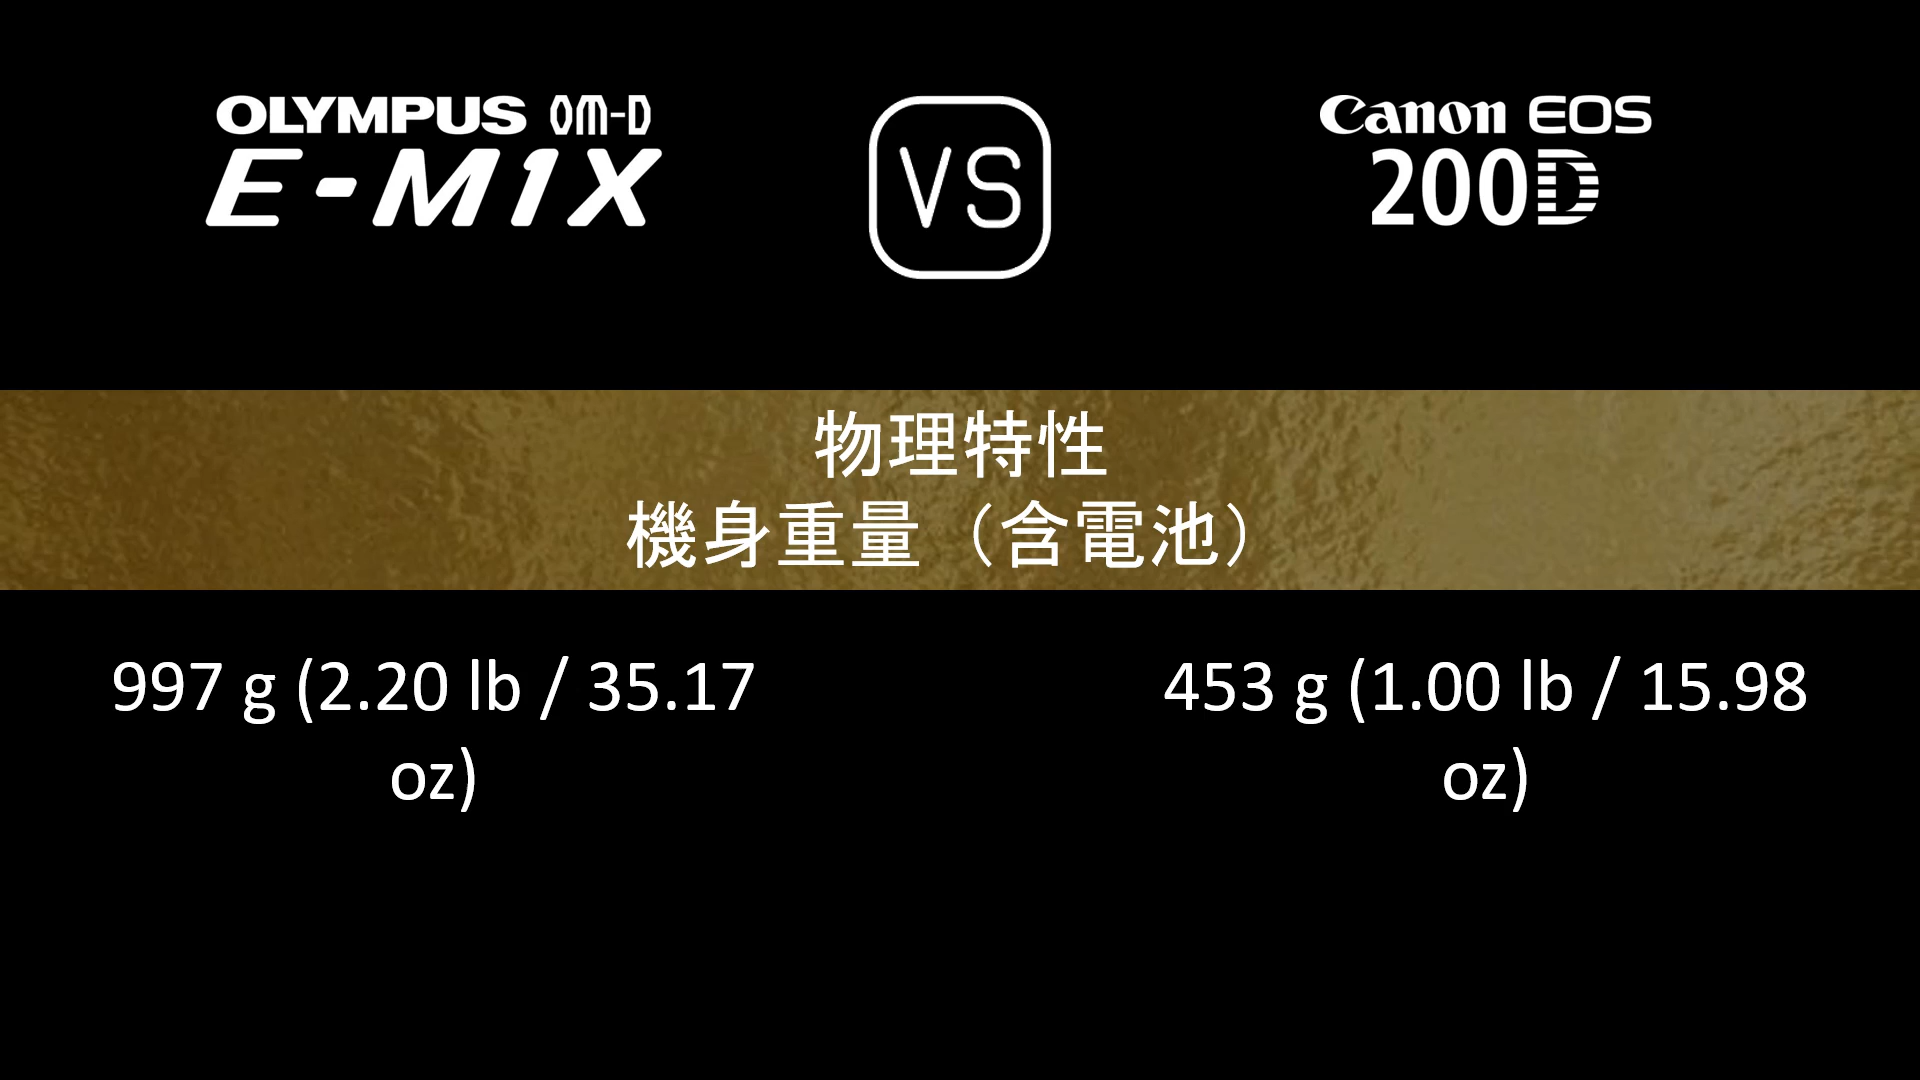 OLYMPUS OM-D
E-M1X
VS
Canon EOS
200D
物理特性
機身重量（含電池）
997 g (2.20 lb / 35.17
oz)
453 g (1.00 lb / 15.98
oz)